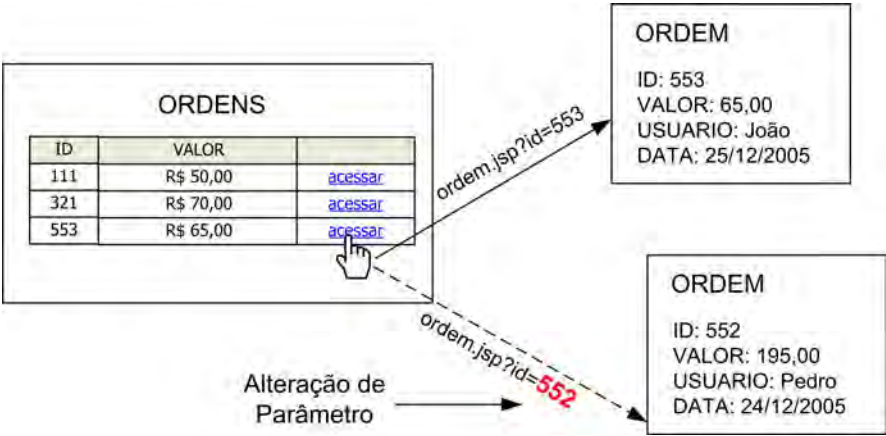 ORDENS
ID VALOR
111 R$ 50,00 acessar
321 R$ 70,00 acessar
553 R$ 65,00 acessar
ordem.jsp?id=553
ORDEM
ID: 553
VALOR: 65,00
USUARIO: João
DATA: 25/12/2005
ordem.jsp?id=552
Alteração de
Parâmetro
ORDEM
ID: 552
VALOR: 195,00
USUARIO: Pedro
DATA: 24/12/2005